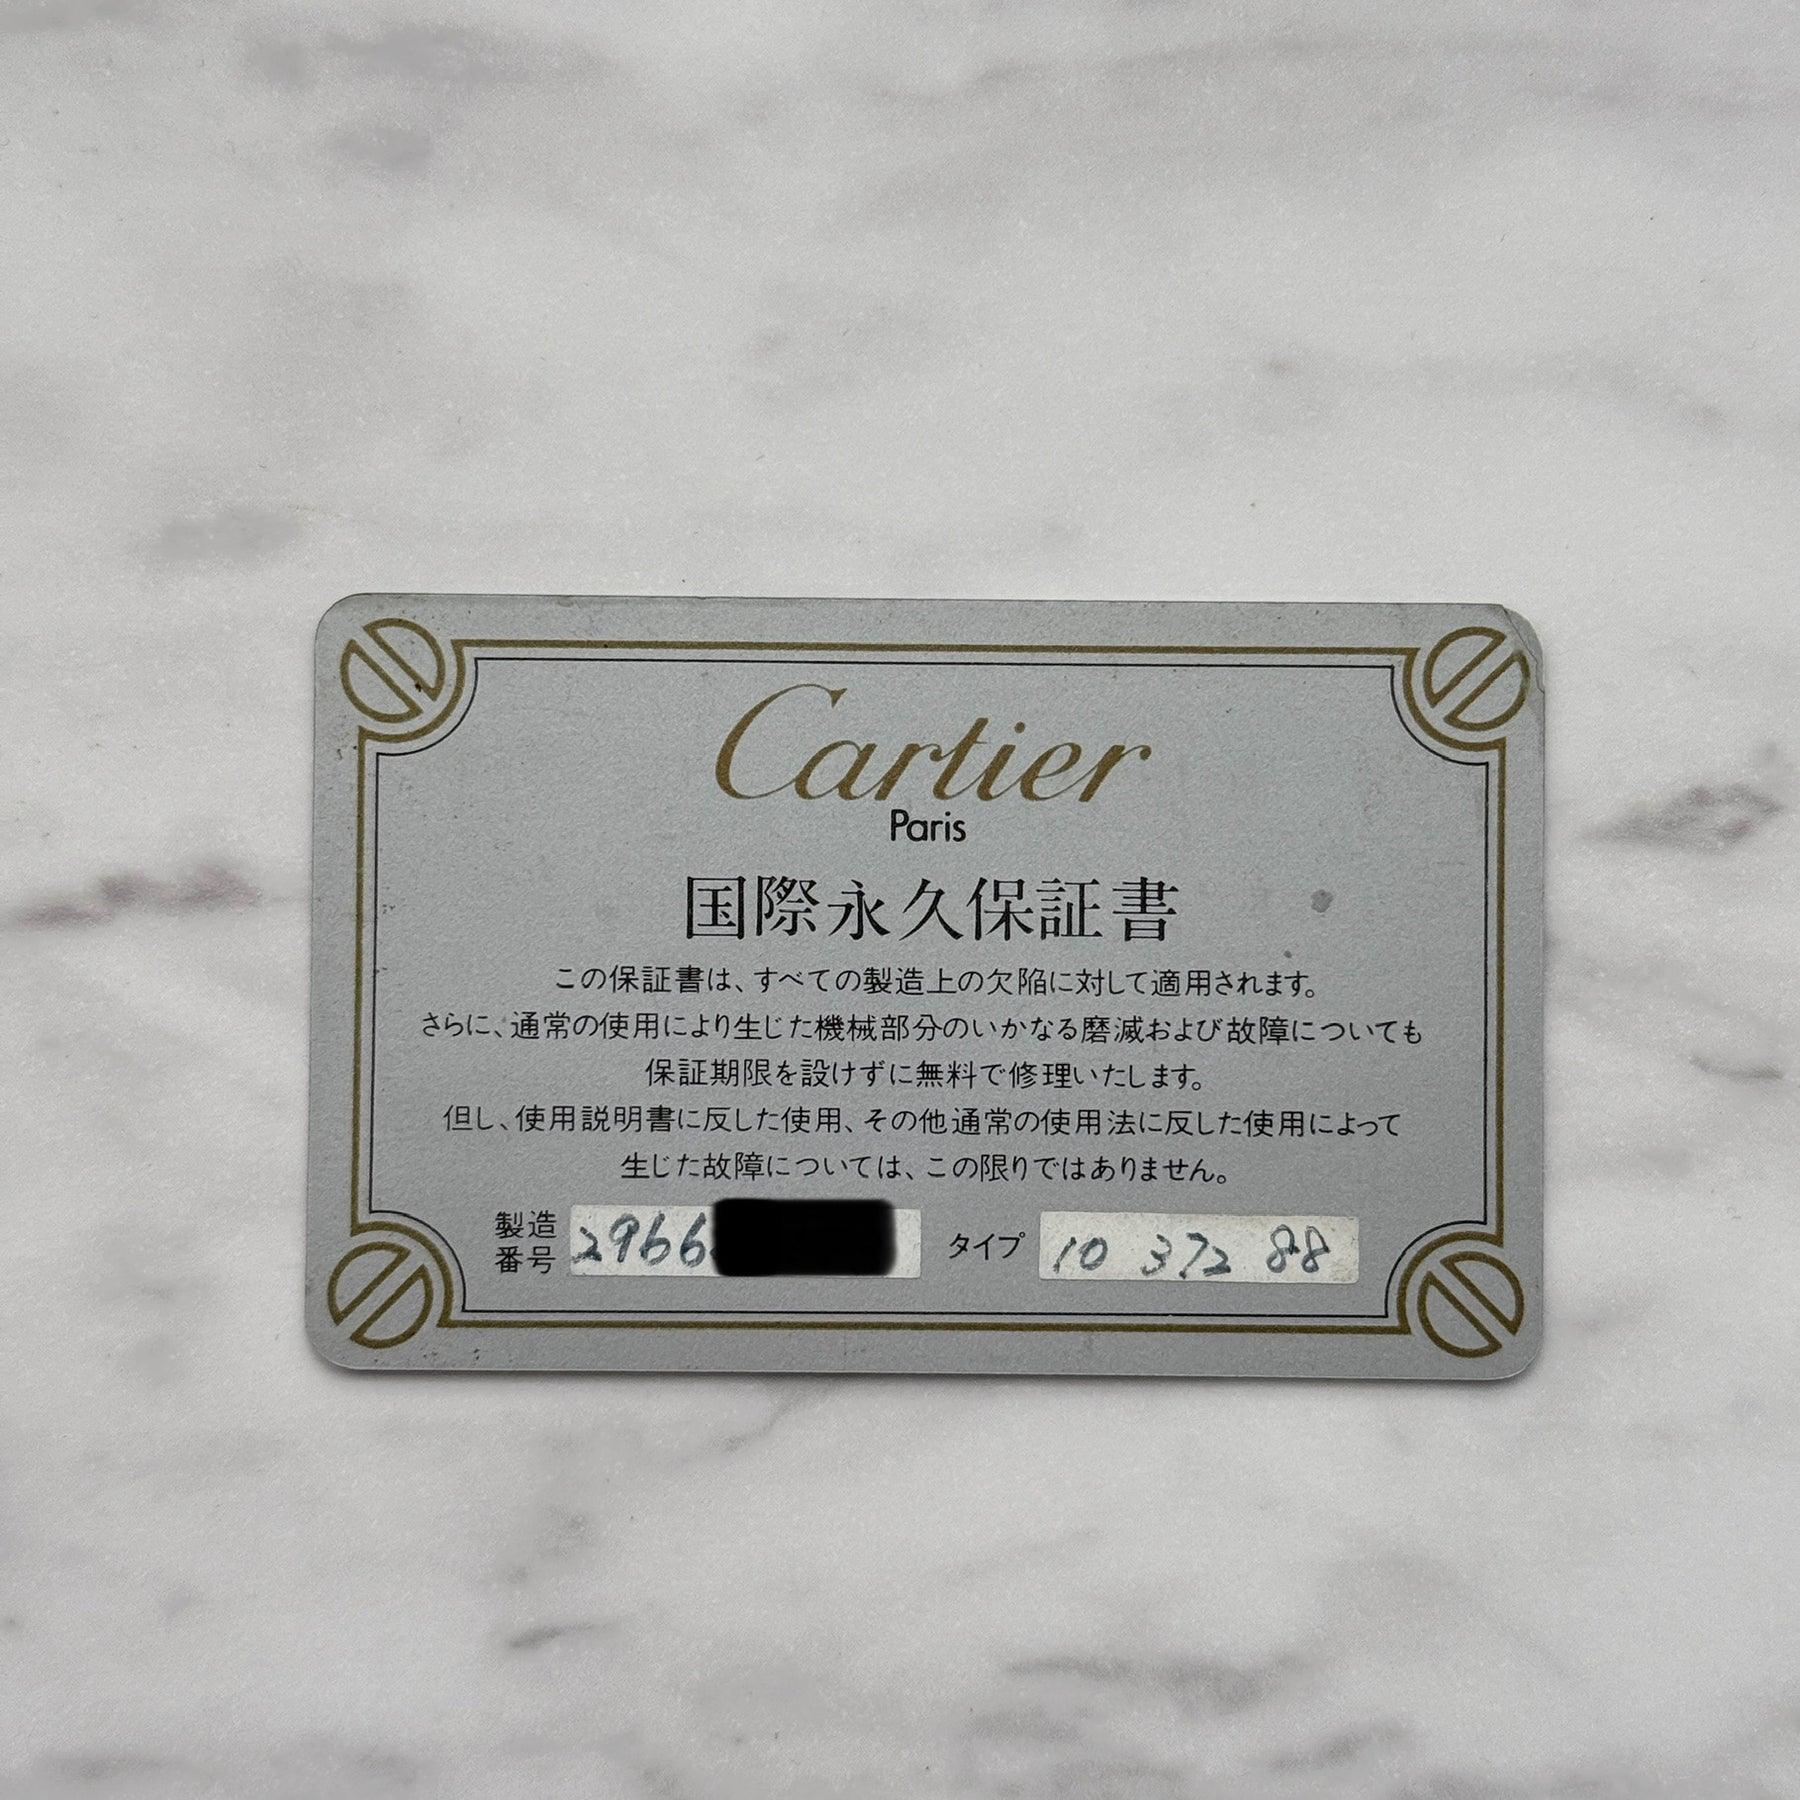 Cartier
Paris
国際永久保証書
この保証書は、すべての製造上の欠陥に対して適用されます。
さらに、通常の使用により生じた機械部分のいかなる磨滅および故障についても
保証期限を設けずに無料で修理いたします。
但し、使用説明書に反した使用、その他通常の使用法に反した使用によって
生じた故障については、この限りではありません。
製造番号 2966 タイプ 10 372 88